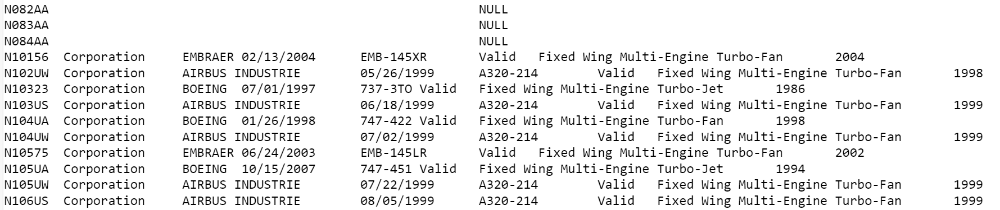 N082AA NULL
N083AA NULL
N084AA NULL
N10156 Corporation EMBRAER 02/13/2004 EMB-145XR Valid Fixed Wing Multi-Engine Turbo-Fan 2004
N102UW Corporation AIRBUS INDUSTRIE 05/26/1999 A320-214 Valid Fixed Wing Multi-Engine Turbo-Fan 1998
N10323 Corporation BOEING 07/01/1997 737-3TO Valid Fixed Wing Multi-Engine Turbo-Jet 1986
N103US Corporation AIRBUS INDUSTRIE 06/18/1999 A320-214 Valid Fixed Wing Multi-Engine Turbo-Fan 1999
N104UA Corporation BOEING 01/26/1998 747-422 Valid Fixed Wing Multi-Engine Turbo-Fan 1998
N104UW Corporation AIRBUS INDUSTRIE 07/02/1999 A320-214 Valid Fixed Wing Multi-Engine Turbo-Fan 1999
N10575 Corporation EMBRAER 06/24/2003 EMB-145LR Valid Fixed Wing Multi-Engine Turbo-Fan 2002
N105UA Corporation BOEING 10/15/2007 747-451 Valid Fixed Wing Multi-Engine Turbo-Jet 1994
N105UW Corporation AIRBUS INDUSTRIE 07/22/1999 A320-214 Valid Fixed Wing Multi-Engine Turbo-Fan 1999
N106US Corporation AIRBUS INDUSTRIE 08/05/1999 A320-214 Valid Fixed Wing Multi-Engine Turbo-Fan 1999